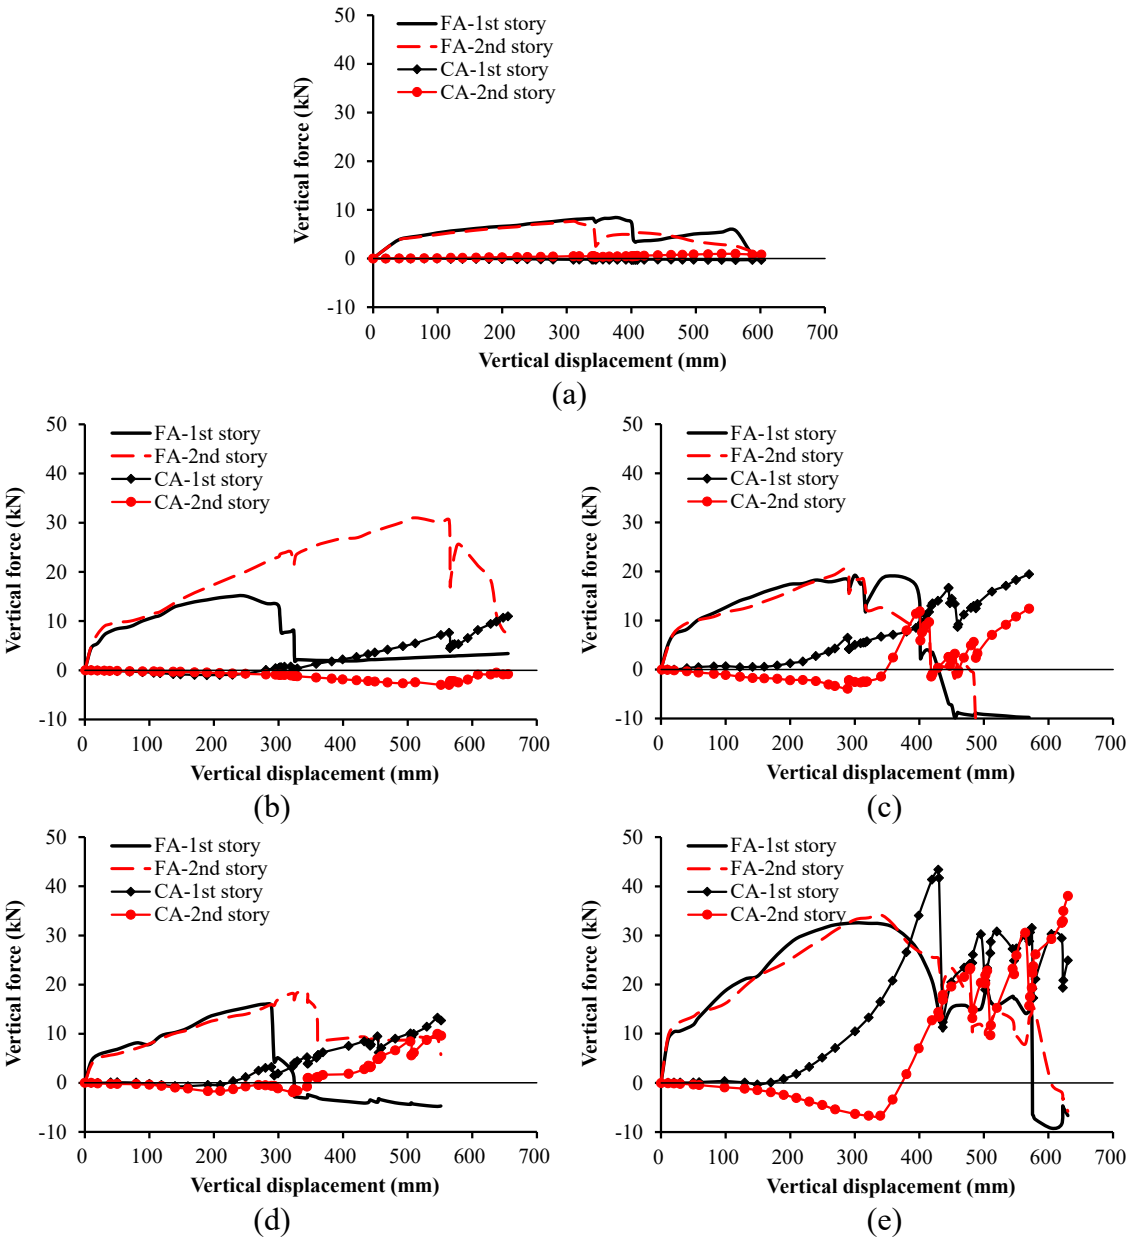 50
40
30
20
10
0
-10
Vertical force (kN)
FA-1st story
FA-2nd story
CA-1st story
CA-2nd story
0 100 200 300 400 500 600 700
Vertical displacement (mm)
(a)
50
40
30
20
10
0
-10
Vertical force (kN)
FA-1st story
FA-2nd story
CA-1st story
CA-2nd story
0 100 200 300 400 500 600 700
Vertical displacement (mm)
(b)
50
40
30
20
10
0
-10
Vertical force (kN)
FA-1st story
FA-2nd story
CA-1st story
CA-2nd story
0 100 200 300 400 500 600 700
Vertical displacement (mm)
(c)
50
40
30
20
10
0
-10
Vertical force (kN)
FA-1st story
FA-2nd story
CA-1st story
CA-2nd story
0 100 200 300 400 500 600 700
Vertical displacement (mm)
(d)
50
40
30
20
10
0
-10
Vertical force (kN)
FA-1st story
FA-2nd story
CA-1st story
CA-2nd story
0 100 200 300 400 500 600 700
Vertical displacement (mm)
(e)